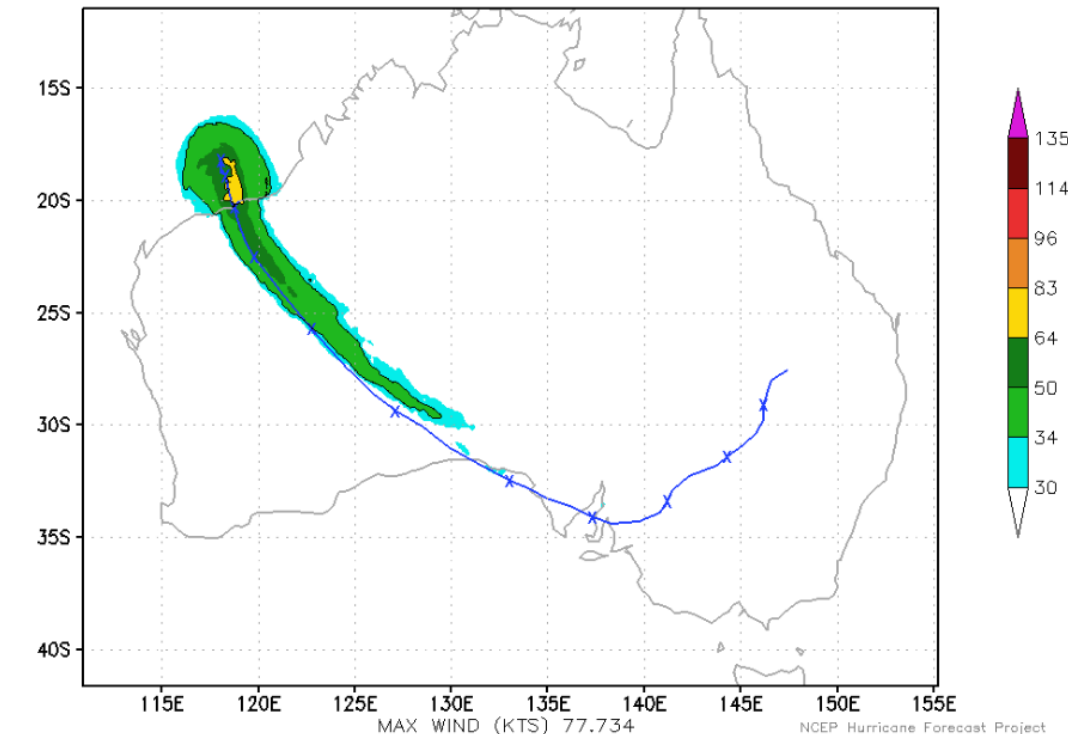 15S
20S
25S
30S
35S
40S
135
114
96
83
64
50
34
30
115E 120E 125E 130E 135E 140E 145E 150E 155E
MAX WIND (KTS) 77.734
NCEP Hurricane Forecast Project